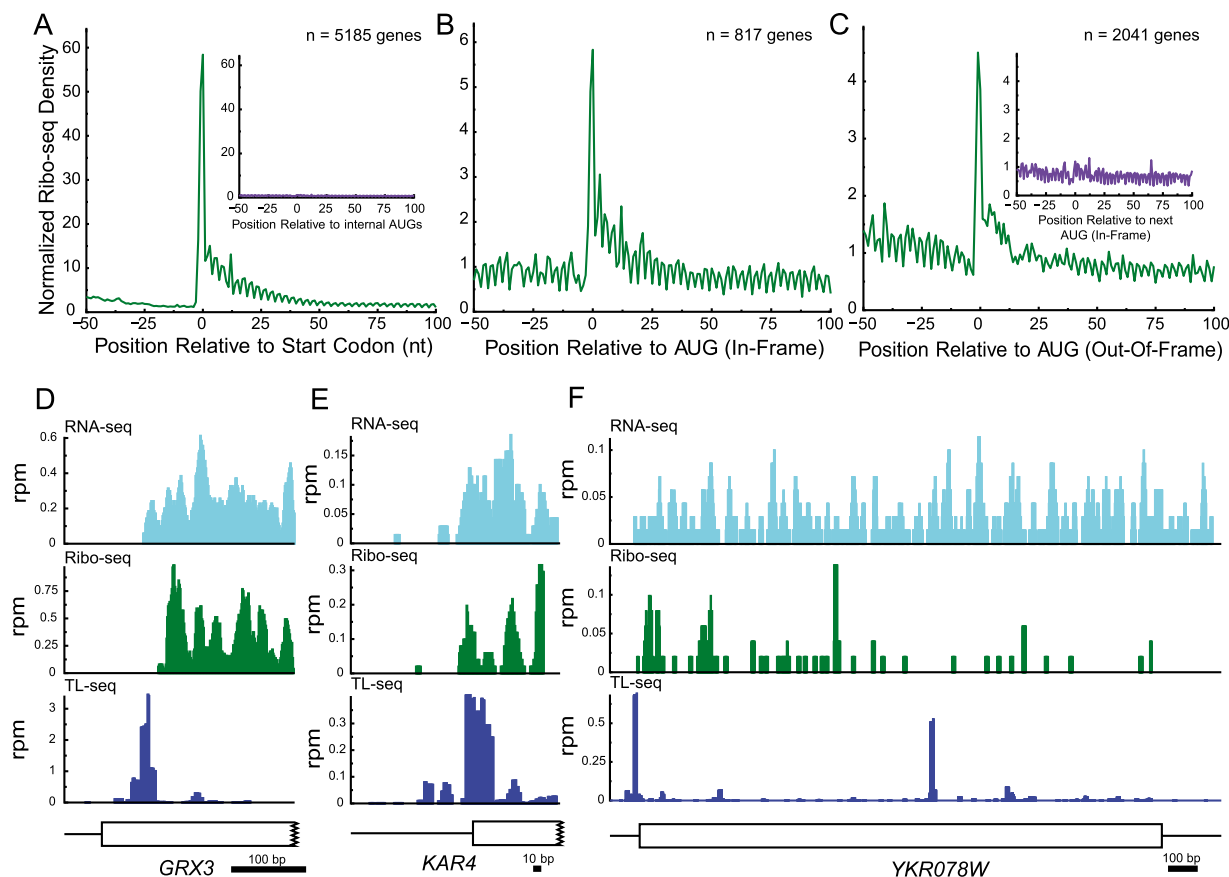 A
n = 5185 genes
Normalized Ribo-seq Density
60
50
40
30
20
10
0
−50 −25 0 25 50 75 100
Position Relative to Start Codon (nt)
60
50
40
30
20
10
0
−50 −25 0 25 50 75 100
Position Relative to internal AUGs
B
n = 817 genes
6
5
4
3
2
1
0
−50 −25 0 25 50 75 100
Position Relative to AUG (In-Frame)
C
n = 2041 genes
4
3
2
1
0
−50 −25 0 25 50 75 100
Position Relative to AUG (Out-Of-Frame)
4
3
2
1
0
−50 −25 0 25 50 75 100
Position Relative to next
AUG (In-Frame)
D
RNA-seq
rpm
0.6
0.4
0.2
0
Ribo-seq
rpm
0.75
0.5
0.25
0
TL-seq
rpm
3
2
1
0
GRX3
100 bp
E
RNA-seq
rpm
0.15
0.1
0.05
0
Ribo-seq
rpm
0.3
0.2
0.1
0
TL-seq
rpm
0.3
0.2
0.1
0
KAR4
10 bp
F
RNA-seq
rpm
0.1
0.05
0
Ribo-seq
rpm
0.1
0.05
0
TL-seq
rpm
0.5
0.25
0
YKR078W
100 bp